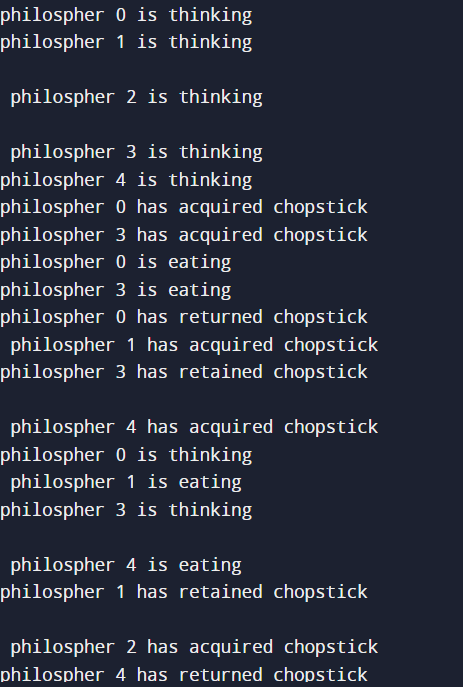 philospher 0 is thinking
philospher 1 is thinking
philospher 2 is thinking
philospher 3 is thinking
philospher 4 is thinking
philospher 0 has acquired chopstick
philospher 3 has acquired chopstick
philospher 0 is eating
philospher 3 is eating
philospher 0 has returned chopstick
philospher 1 has acquired chopstick
philospher 3 has retained chopstick
philospher 4 has acquired chopstick
philospher 0 is thinking
philospher 1 is eating
philospher 3 is thinking
philospher 4 is eating
philospher 1 has retained chopstick
philospher 2 has acquired chopstick
philospher 4 has returned chopstick